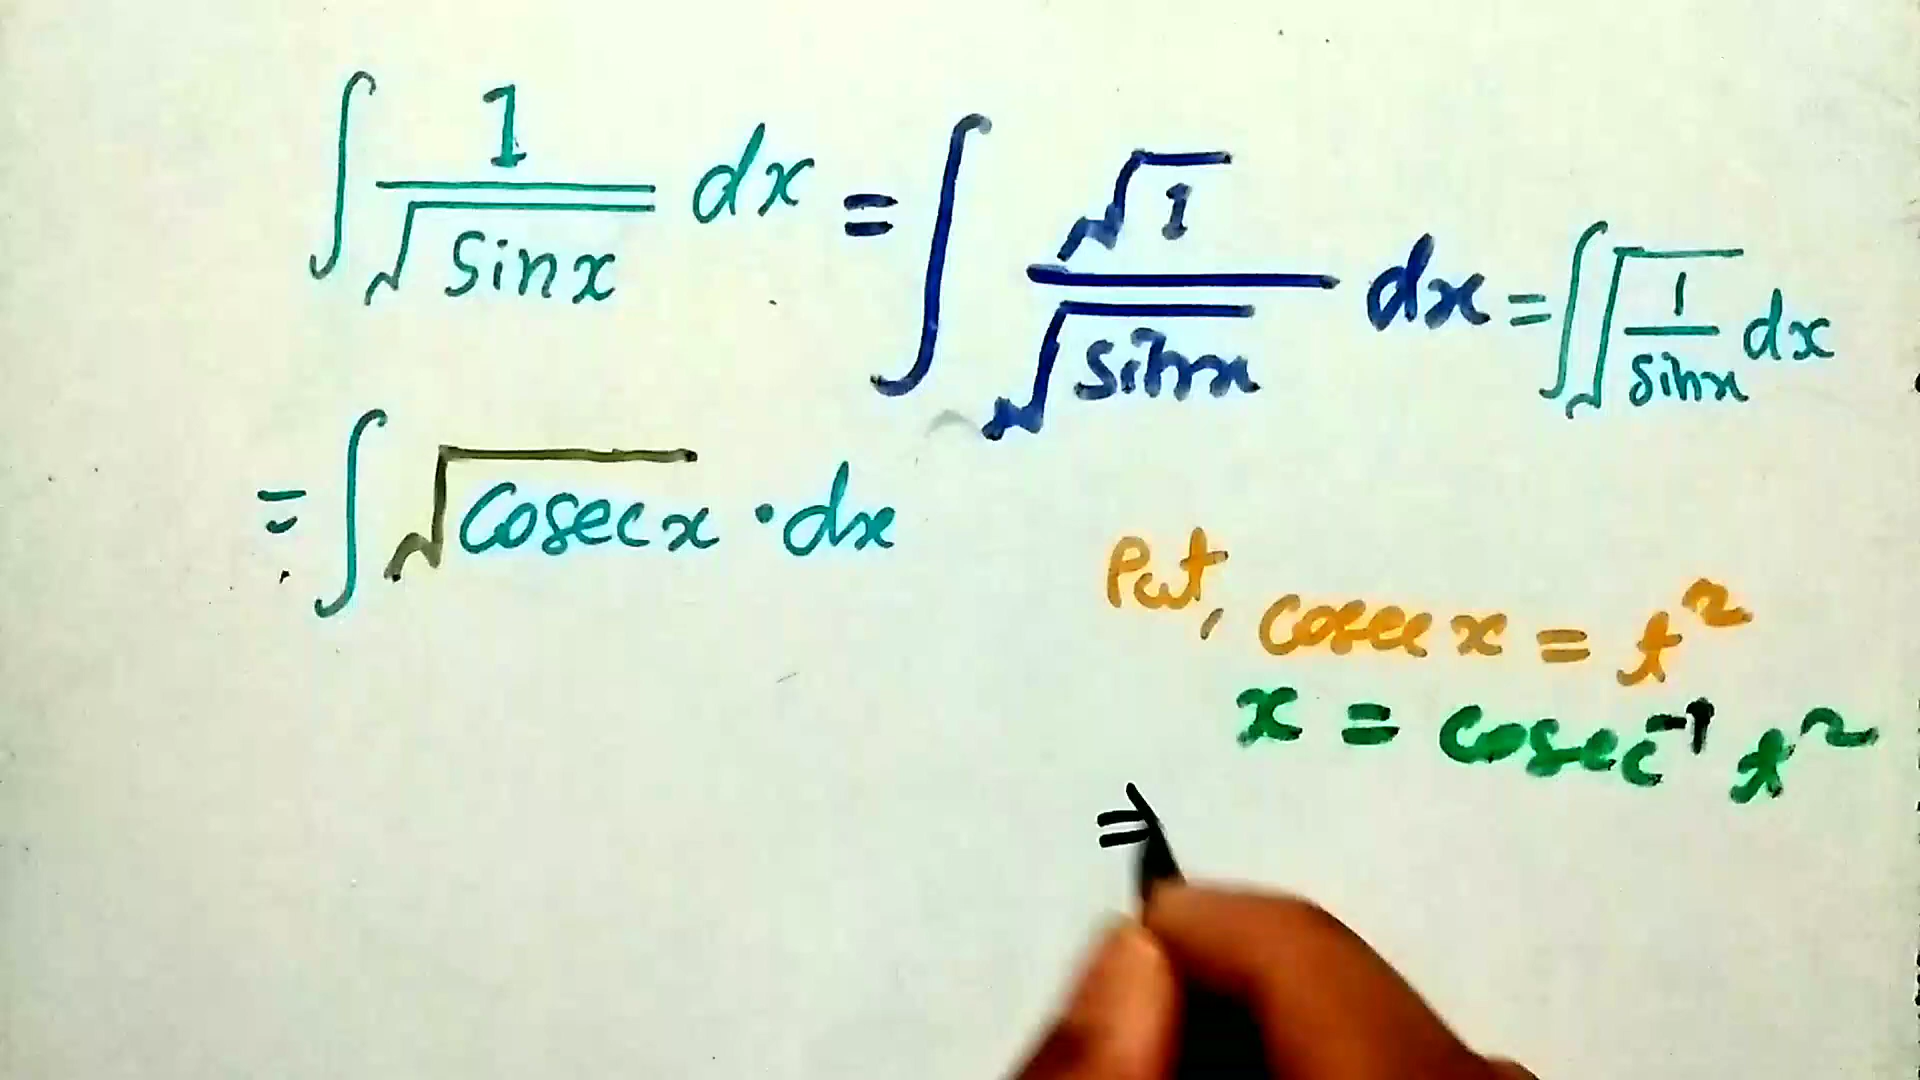 ∫ 1/√sinx dx = ∫ √1/√sinx dx = ∫√(1/sinx) dx
= ∫ √cosecx · dx
Put, cosec x = t²
x = cosec⁻¹ t²
⇒